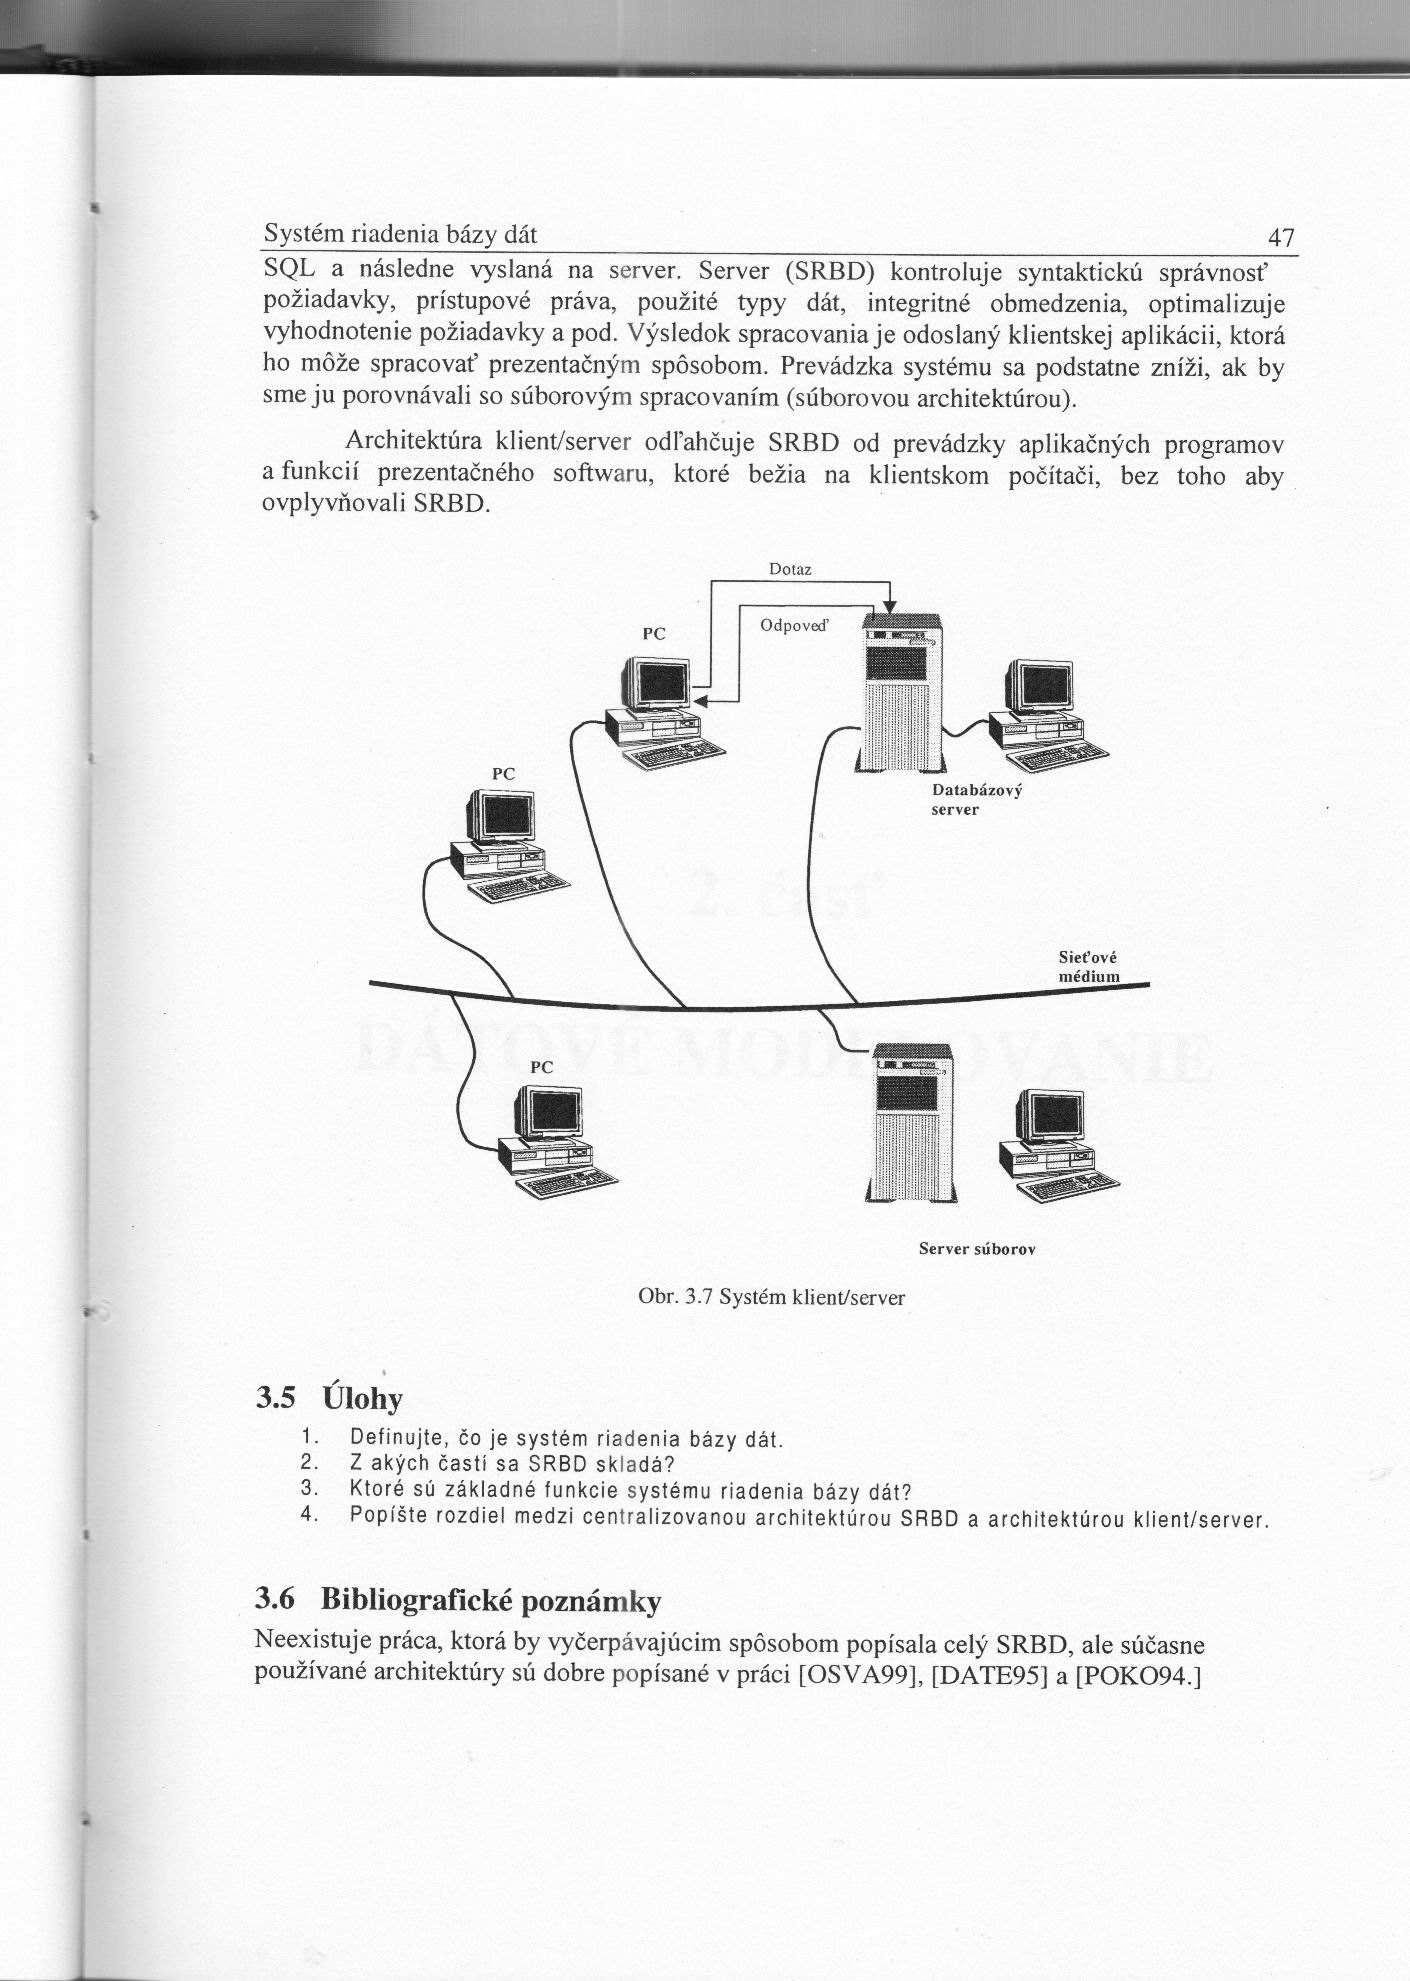 Systém riadenia bázy dát 47
SQL a následne vyslaná na server. Server (SRBD) kontroluje syntaktickú správnosť
požiadavky, prístupové práva, použité typy dát, integritné obmedzenia, optimalizuje
vyhodnotenie požiadavky a pod. Výsledok spracovania je odoslaný klientskej aplikácii, ktorá
ho môže spracovať prezentačným spôsobom. Prevádzka systému sa podstatne zníži, ak by
sme ju porovnávali so súborovým spracovaním (súborovou architektúrou).
Architektúra klient/server odľahčuje SRBD od prevádzky aplikačných programov
a funkcií prezentačného softwaru, ktoré bežia na klientskom počítači, bez toho aby
ovplyvňovali SRBD.
Dotaz
Odpoveď
PC
PC
Databázový
server
2. časť
Sieťové
médium
DÁTOVÉ MODELOVANIE
PC
Server súborov
Obr. 3.7 Systém klient/server
3.5 Úlohy
1. Definujte, čo je systém riadenia bázy dát.
2. Z akých častí sa SRBD skladá?
3. Ktoré sú základné funkcie systému riadenia bázy dát?
4. Popíšte rozdiel medzi centralizovanou architektúrou SRBD a architektúrou klient/server.
3.6 Bibliografické poznámky
Neexistuje práca, ktorá by vyčerpávajúcim spôsobom popísala celý SRBD, ale súčasne
používané architektúry sú dobre popísané v práci [OSVA99], [DATE95] a [POKO94.]